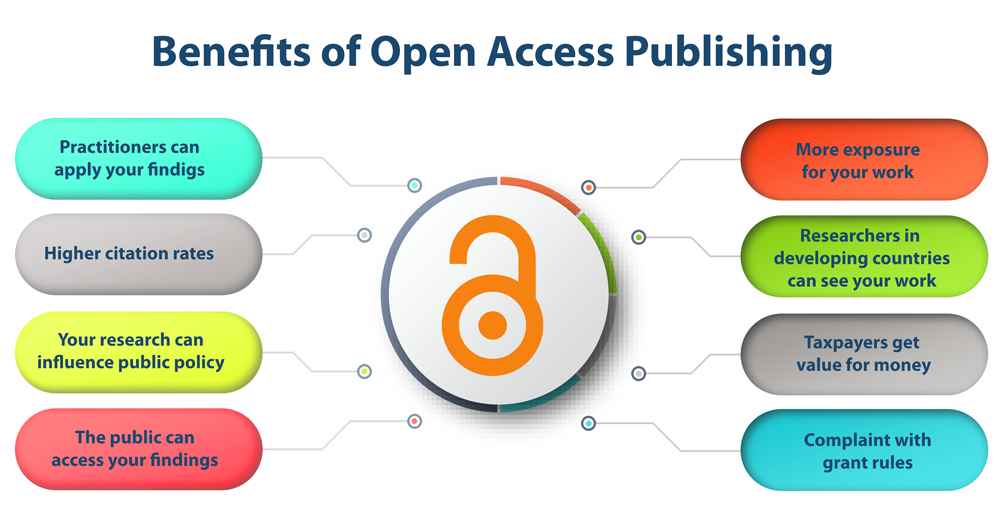 Benefits of Open Access Publishing
Practitioners can
apply your findigs
Higher citation rates
Your research can
influence public policy
The public can
access your findings
More exposure
for your work
Researchers in
developing countries
can see your work
Taxpayers get
value for money
Complaint with
grant rules